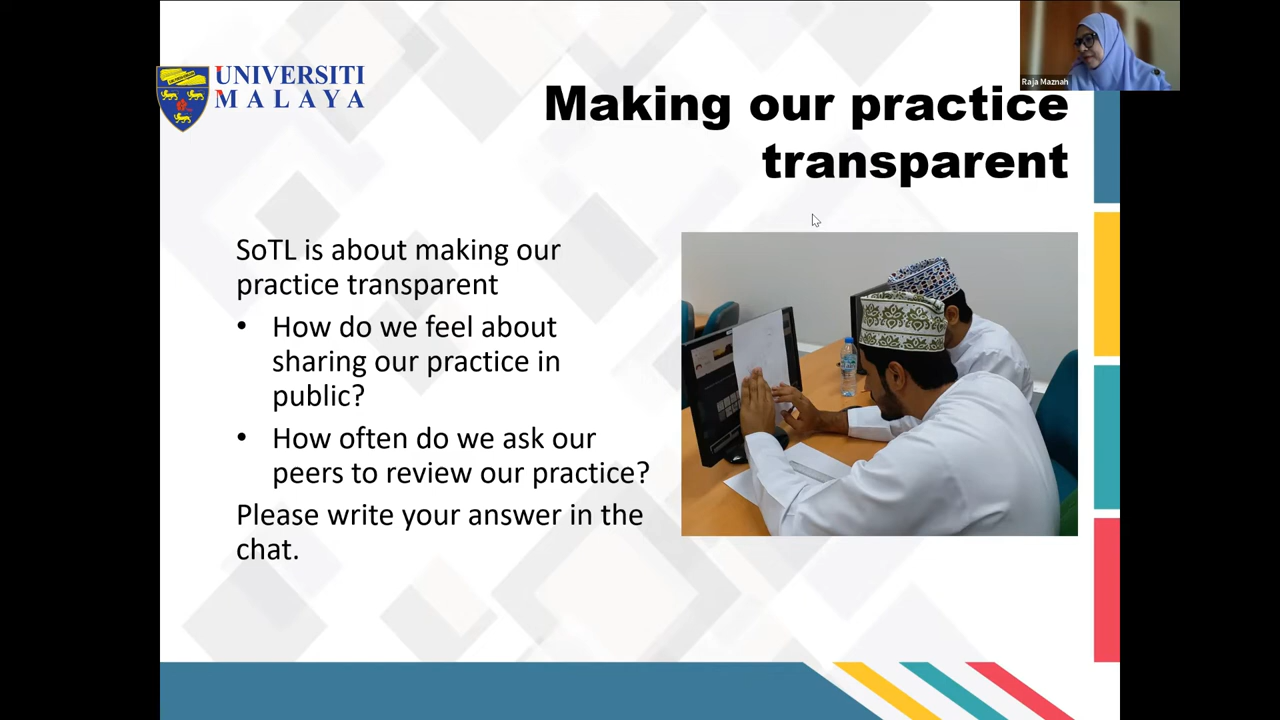 UNIVERSITI
MALAYA
Raja Maznah
Making our practice
transparent
SoTL is about making our
practice transparent
• How do we feel about
sharing our practice in
public?
• How often do we ask our
peers to review our practice?
Please write your answer in the
chat.